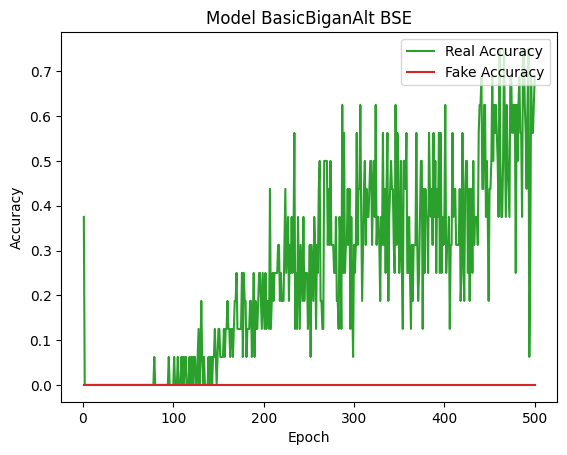 Model BasicBiganAlt BSE
Real Accuracy
Fake Accuracy
Accuracy
0.7
0.6
0.5
0.4
0.3
0.2
0.1
0.0
0 100 200 300 400 500
Epoch